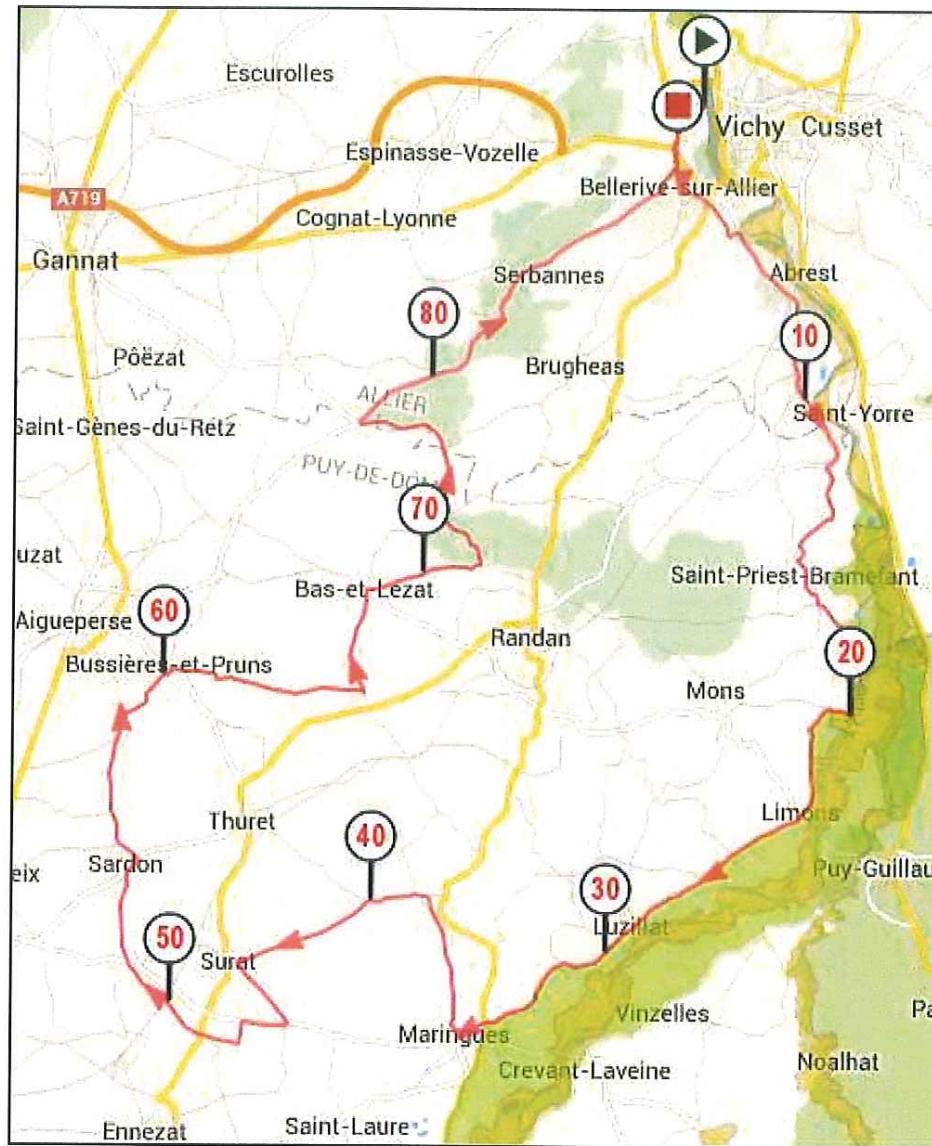 Escurolles
Vichy Cusset
Espinasse-Vozelle
Bellerive-sur-Allier
A719
Cognat-Lyonne
Gannat
Serbannes
Abrest
80
10
Pôëzat
Brugheas
ALLIER
Saint-Yorre
Saint-Gènes-du-Retz
PUY-DE-DÔM
70
uzat
Bas-et-Lezat
Saint-Priest-Bramefant
60
Aigueperse
Randan
20
Bussières-et-Pruns
Mons
Thuret
Limons
40
Sardon
eix
Puy-Guillau
30
Luzillat
50
Surat
Vinzelles
Pa
Maringues
Crevant-Laveine
Noalhat
Ennezat
Saint-Laure